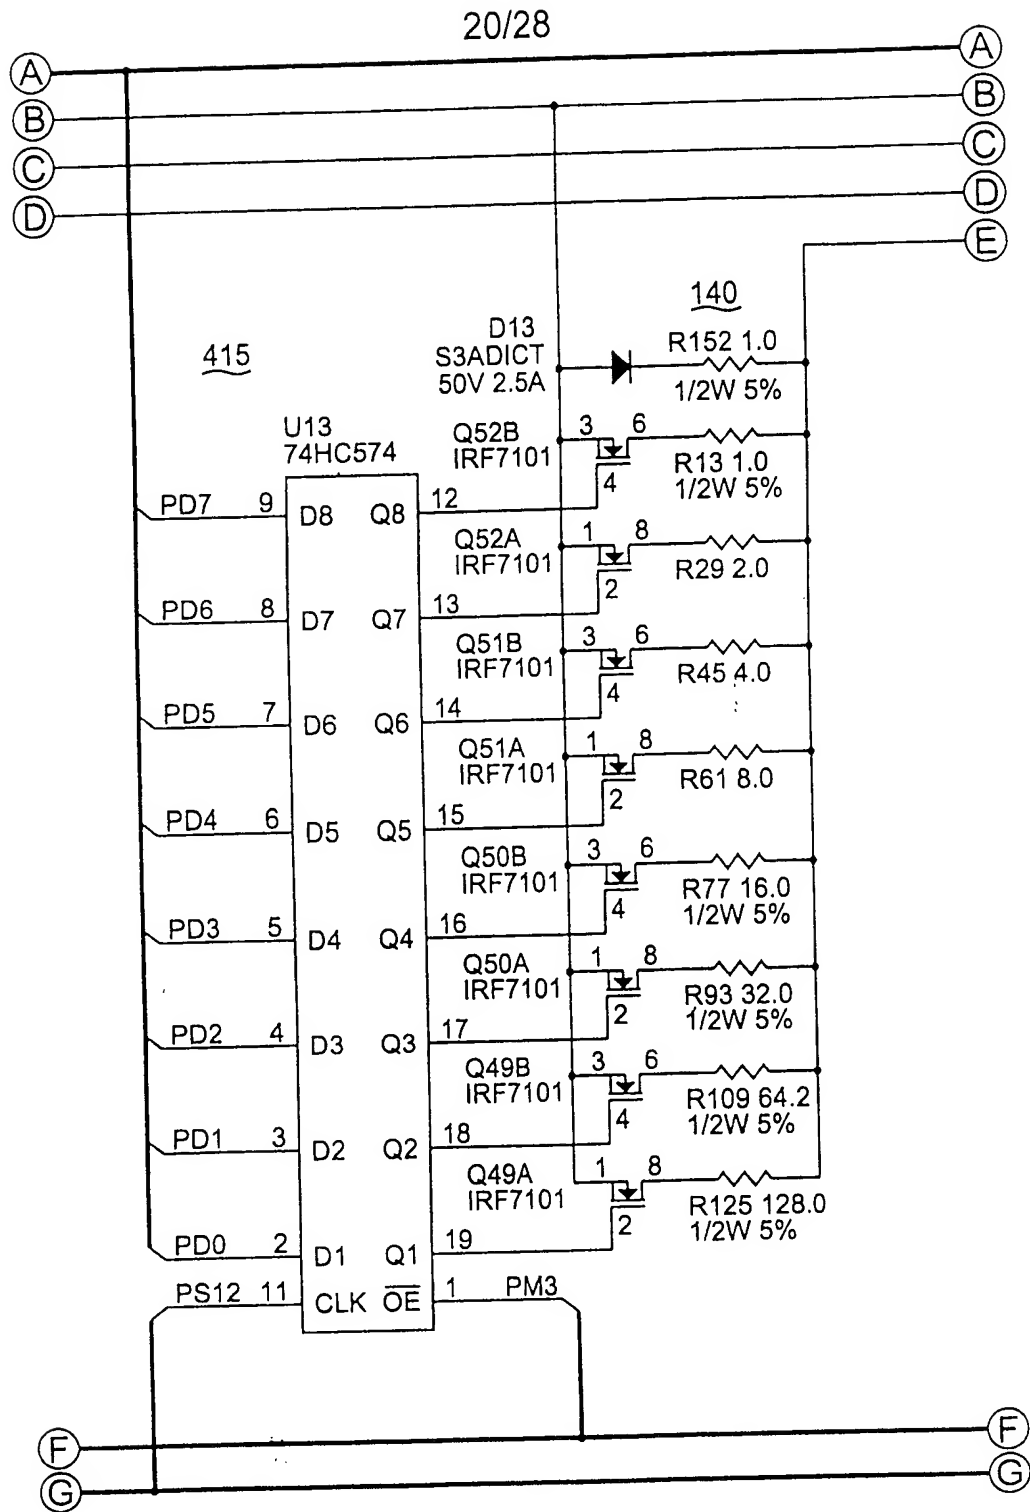 20/28
A A
B B
C C
D D
E
140
415
D13
S3ADICT
50V 2.5A
R152 1.0
1/2W 5%
U13
74HC574
Q52B
IRF7101
3 6
4
R13 1.0
1/2W 5%
PD7 9 D8 Q8 12
Q52A
IRF7101
1 8
2
R29 2.0
PD6 8 D7 Q7 13
Q51B
IRF7101
3 6
4
R45 4.0
PD5 7 D6 Q6 14
Q51A
IRF7101
1 8
2
R61 8.0
PD4 6 D5 Q5 15
Q50B
IRF7101
3 6
4
R77 16.0
1/2W 5%
PD3 5 D4 Q4 16
Q50A
IRF7101
1 8
2
R93 32.0
1/2W 5%
PD2 4 D3 Q3 17
Q49B
IRF7101
3 6
4
R109 64.2
1/2W 5%
PD1 3 D2 Q2 18
Q49A
IRF7101
1 8
2
R125 128.0
1/2W 5%
PD0 2 D1 Q1 19
PS12 11 CLK OE 1 PM3
F F
G G